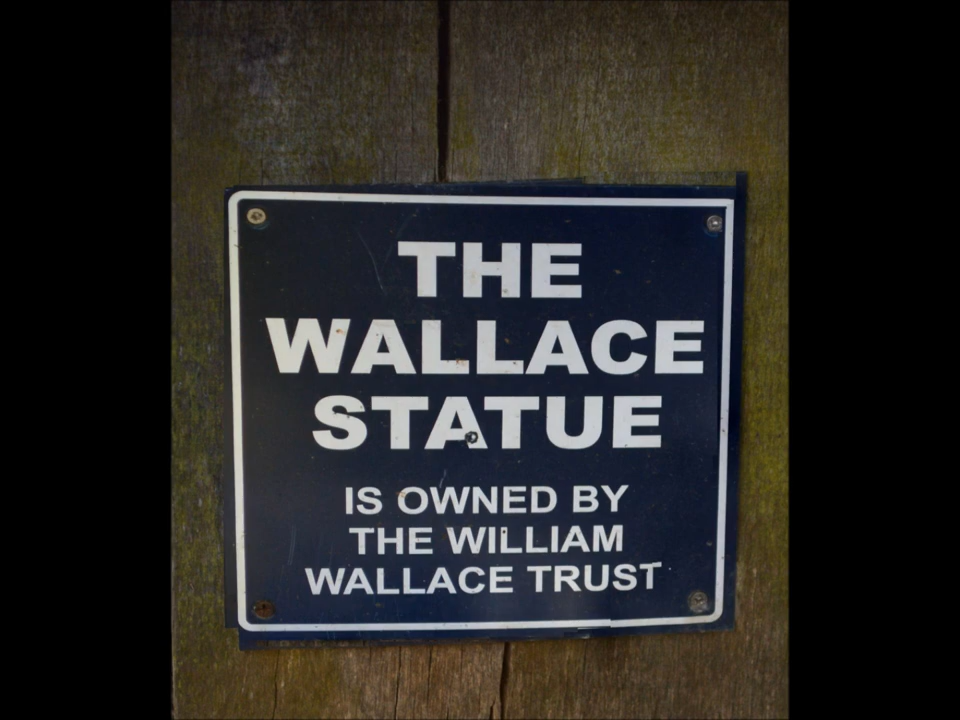 THE
WALLACE
STATUE
IS OWNED BY
THE WILLIAM
WALLACE TRUST